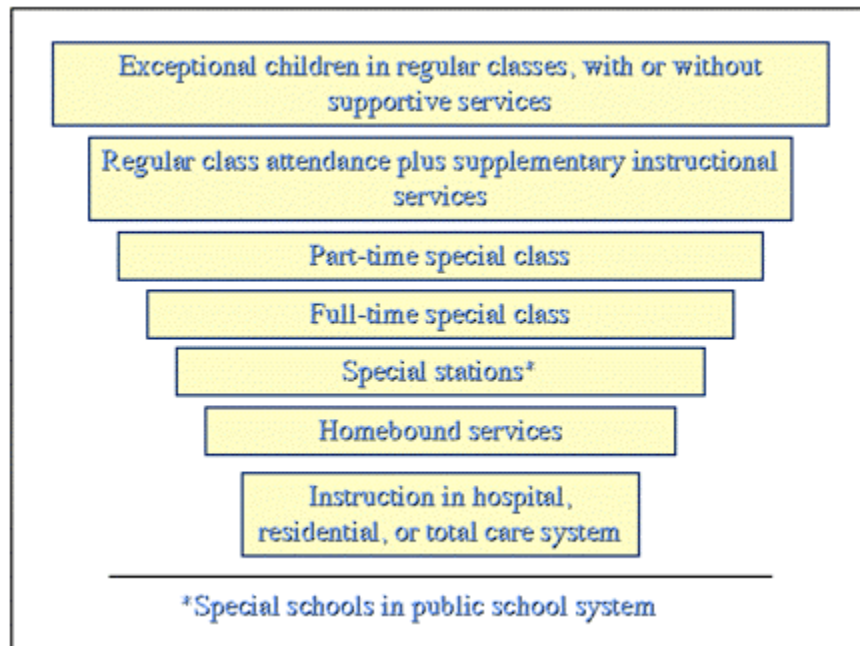 Exceptional children in regular classes, with or without
supportive services
Regular class attendance plus supplementary instructional
services
Part-time special class
Full-time special class
Special stations*
Homebound services
Instruction in hospital,
residential, or total care system
*Special schools in public school system